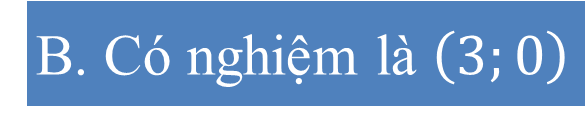 B. Có nghiệm là (3; 0)